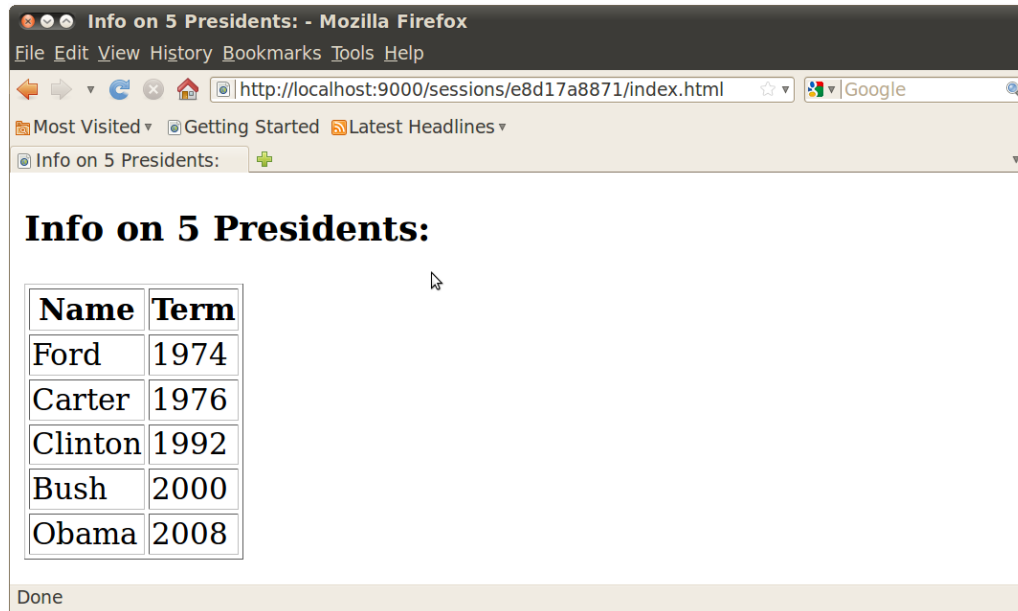 Info on 5 Presidents: - Mozilla Firefox
File Edit View History Bookmarks Tools Help
http://localhost:9000/sessions/e8d17a8871/index.html Google
Most Visited Getting Started Latest Headlines
Info on 5 Presidents:
Info on 5 Presidents:
Name Term
Ford 1974
Carter 1976
Clinton 1992
Bush 2000
Obama 2008
Done